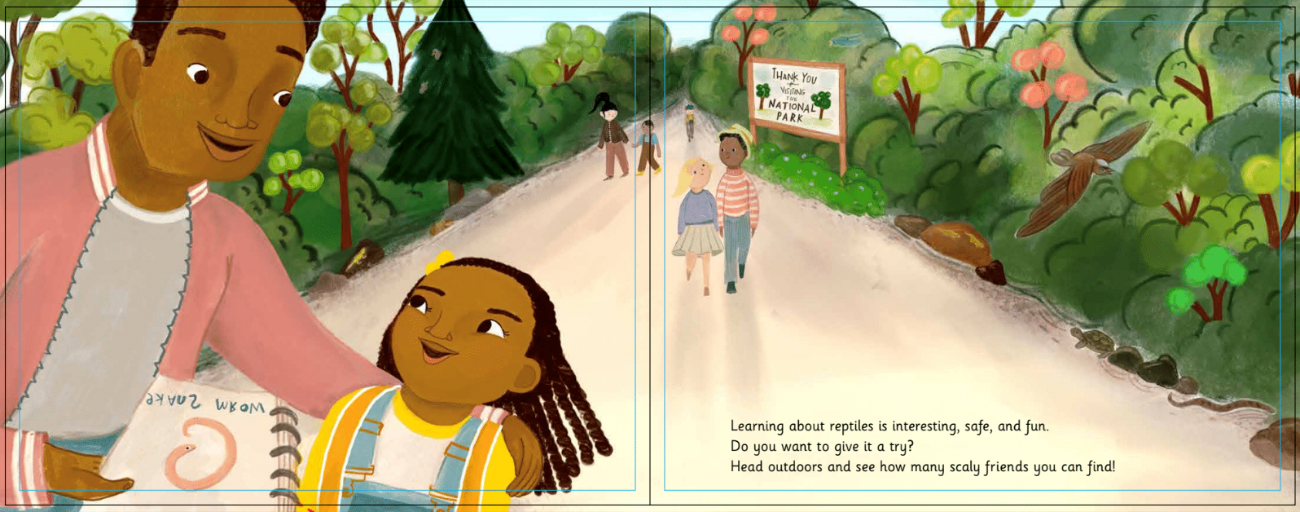 WORM SNAKE
THANK YOU
for
VISITING
THE
NATIONAL
PARK
Learning about reptiles is interesting, safe, and fun.
Do you want to give it a try?
Head outdoors and see how many scaly friends you can find!